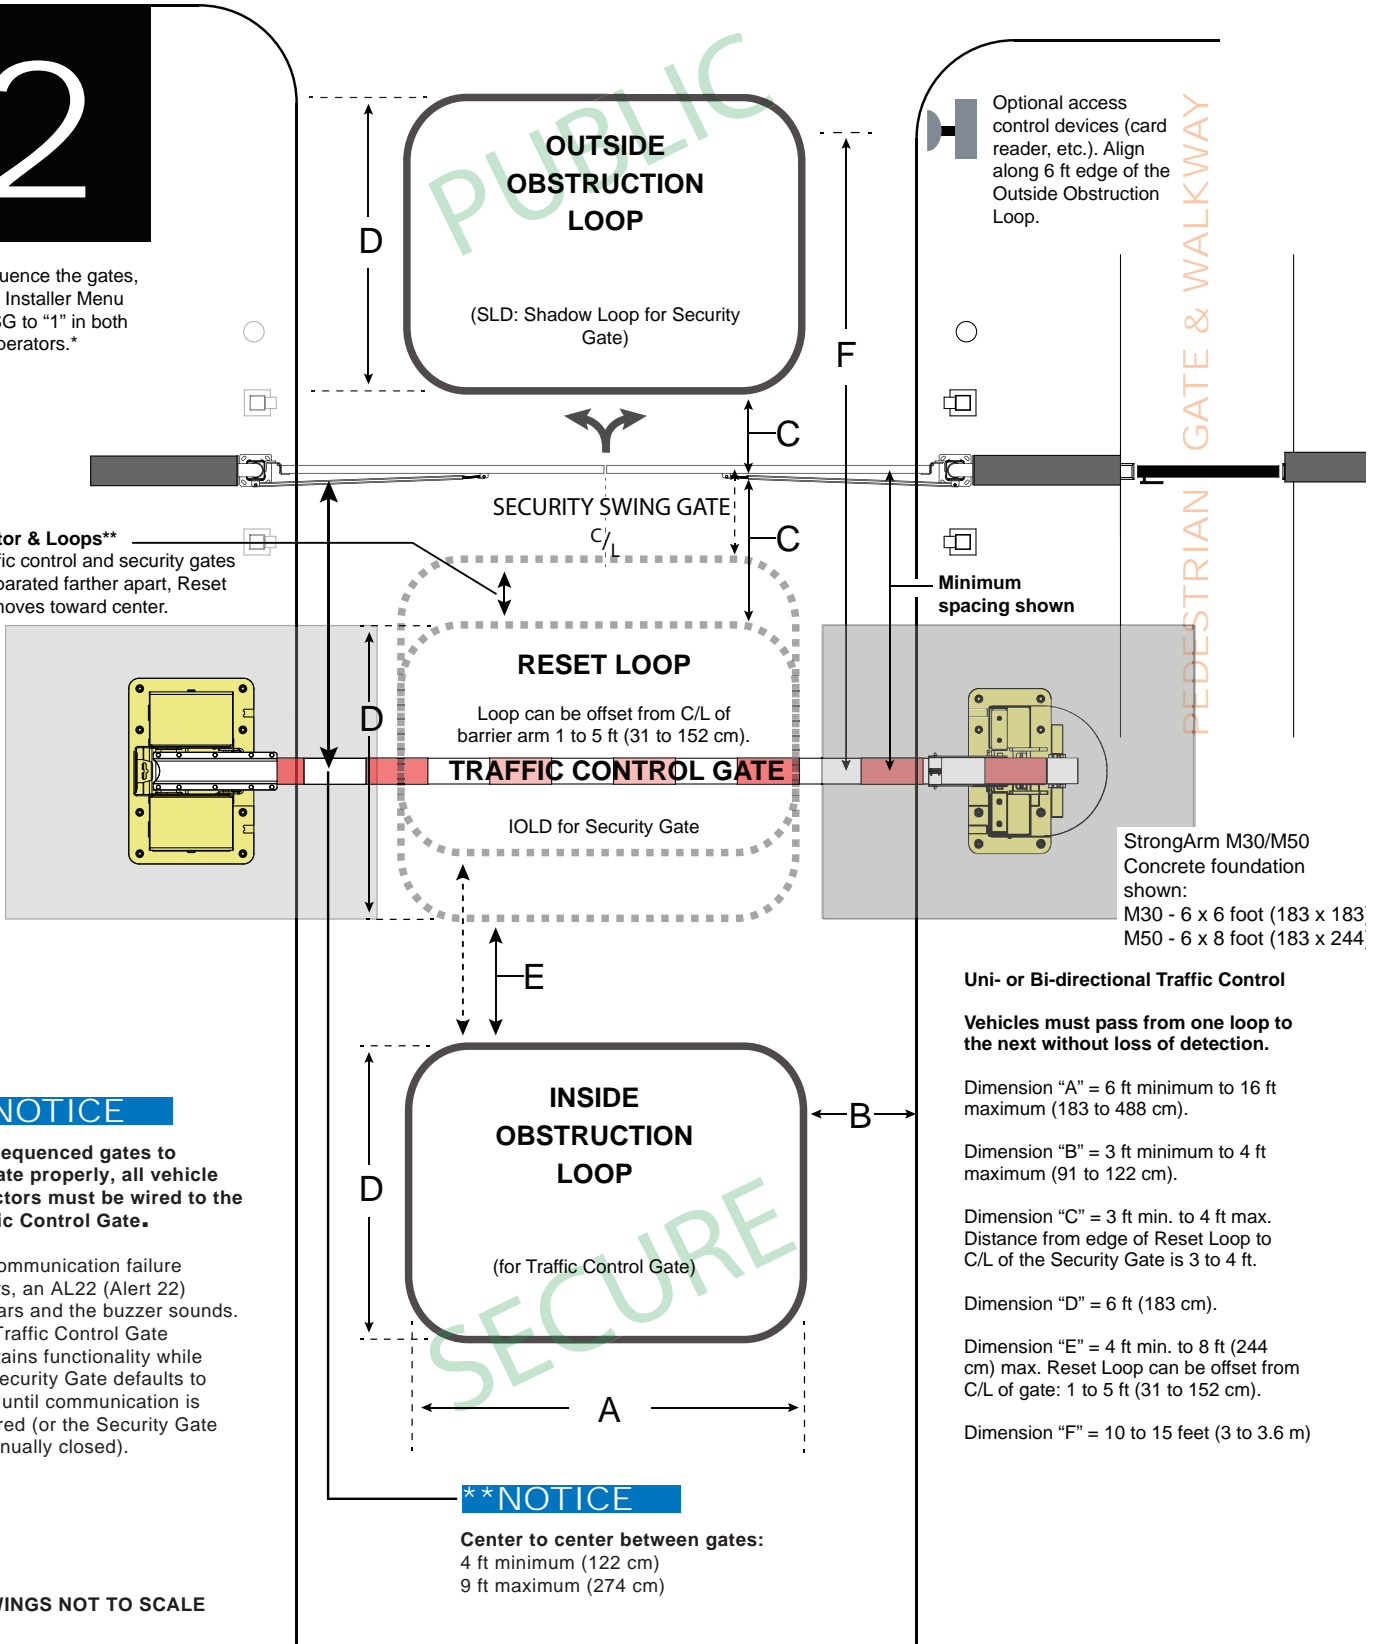 2
uence the gates,
Installer Menu
SG to “1” in both
perators.*
PUBLIC
OUTSIDE
OBSTRUCTION
LOOP
(SLD: Shadow Loop for Security
Gate)
D
F
C
Optional access
control devices (card
reader, etc.). Align
along 6 ft edge of the
Outside Obstruction
Loop.
PEDESTRIAN GATE & WALKWAY
SECURITY SWING GATE
C/L
C
tor & Loops**
fic control and security gates
parated farther apart, Reset
moves toward center.
Minimum
spacing shown
RESET LOOP
Loop can be offset from C/L of
barrier arm 1 to 5 ft (31 to 152 cm).
D
TRAFFIC CONTROL GATE
IOLD for Security Gate
StrongArm M30/M50
Concrete foundation
shown:
M30 - 6 x 6 foot (183 x 183)
M50 - 6 x 8 foot (183 x 244)
E
INSIDE
OBSTRUCTION
LOOP
(for Traffic Control Gate)
SECURE
D
B
A
Uni- or Bi-directional Traffic Control
Vehicles must pass from one loop to
the next without loss of detection.
Dimension “A” = 6 ft minimum to 16 ft
maximum (183 to 488 cm).
Dimension “B” = 3 ft minimum to 4 ft
maximum (91 to 122 cm).
Dimension “C” = 3 ft min. to 4 ft max.
Distance from edge of Reset Loop to
C/L of the Security Gate is 3 to 4 ft.
Dimension “D” = 6 ft (183 cm).
Dimension “E” = 4 ft min. to 8 ft (244
cm) max. Reset Loop can be offset from
C/L of gate: 1 to 5 ft (31 to 152 cm).
Dimension “F” = 10 to 15 feet (3 to 3.6 m)
NOTICE
equenced gates to
ate properly, all vehicle
ctors must be wired to the
ic Control Gate.
ommunication failure
rs, an AL22 (Alert 22)
ars and the buzzer sounds.
Traffic Control Gate
tains functionality while
ecurity Gate defaults to
until communication is
red (or the Security Gate
nually closed).
**NOTICE
Center to center between gates:
4 ft minimum (122 cm)
9 ft maximum (274 cm)
WINGS NOT TO SCALE